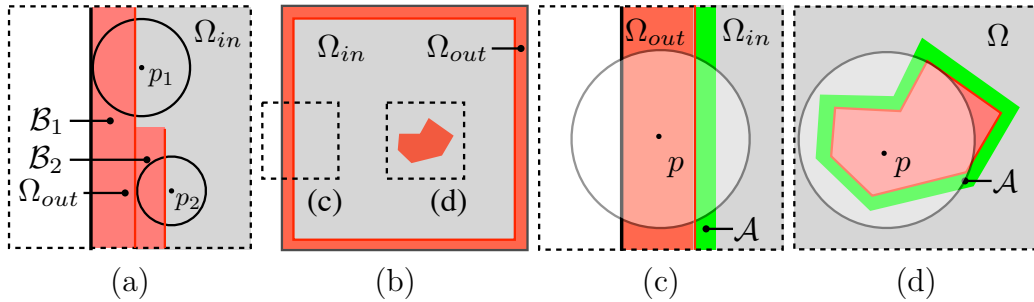 Ω_in
p_1
B_1
B_2
Ω_out
p_2
(a)
Ω_in
Ω_out
(c)
(d)
(b)
Ω_out
Ω_in
p
A
(c)
Ω
p
A
(d)